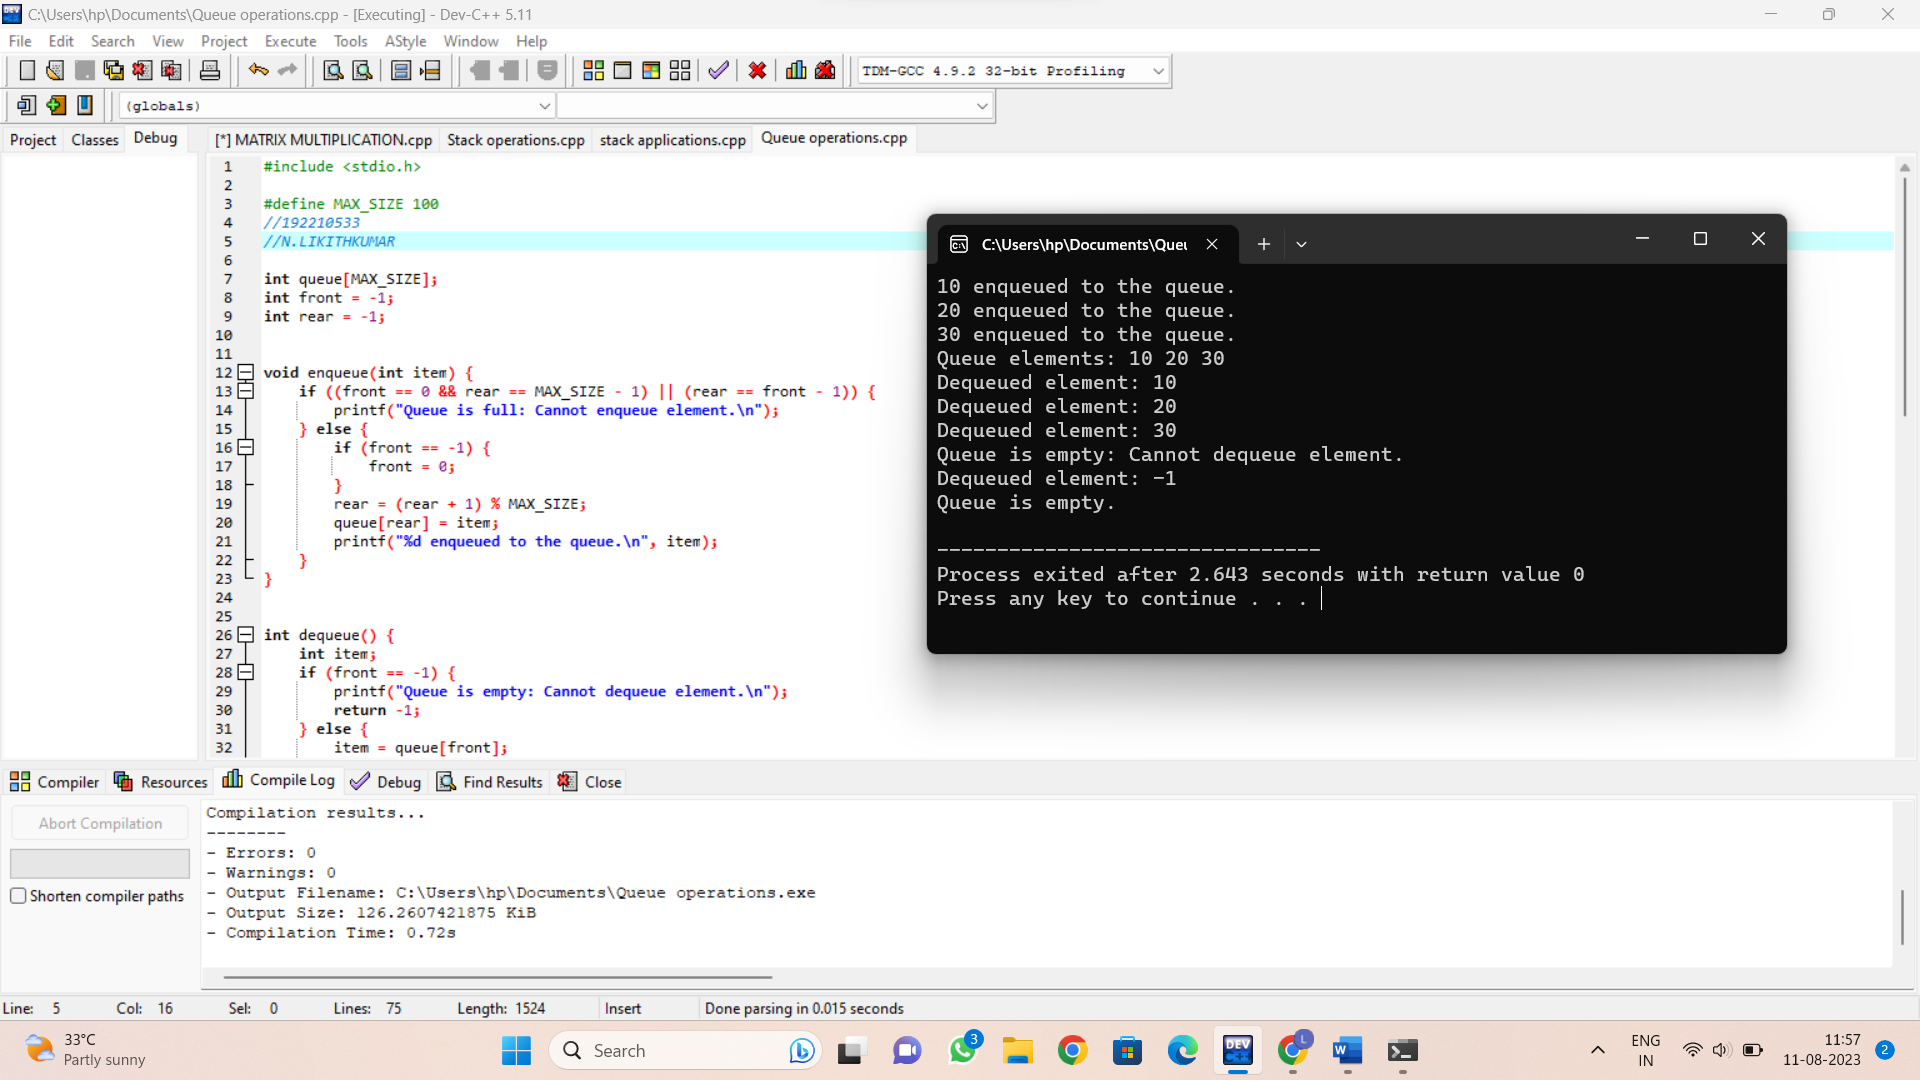 C:\Users\hp\Documents\Queue operations.cpp - [Executing] - Dev-C++ 5.11
File Edit Search View Project Execute Tools AStyle Window Help
TDM-GCC 4.9.2 32-bit Profiling
(globals)
Project Classes Debug
[*] MATRIX MULTIPLICATION.cpp Stack operations.cpp stack applications.cpp Queue operations.cpp
1 #include <stdio.h>
2
3 #define MAX_SIZE 100
4 //192210533
5 //N.LIKITHKUMAR
6
7 int queue[MAX_SIZE];
8 int front = -1;
9 int rear = -1;
10
11
12 void enqueue(int item) {
13 if ((front == 0 && rear == MAX_SIZE - 1) || (rear == front - 1)) {
14 printf("Queue is full: Cannot enqueue element.\n");
15 } else {
16 if (front == -1) {
17 front = 0;
18 }
19 rear = (rear + 1) % MAX_SIZE;
20 queue[rear] = item;
21 printf("%d enqueued to the queue.\n", item);
22 }
23 }
24
25
26 int dequeue() {
27 int item;
28 if (front == -1) {
29 printf("Queue is empty: Cannot dequeue element.\n");
30 return -1;
31 } else {
32 item = queue[front];
C:\Users\hp\Documents\Queu
10 enqueued to the queue.
20 enqueued to the queue.
30 enqueued to the queue.
Queue elements: 10 20 30
Dequeued element: 10
Dequeued element: 20
Dequeued element: 30
Queue is empty: Cannot dequeue element.
Dequeued element: -1
Queue is empty.
--------------------------------
Process exited after 2.643 seconds with return value 0
Press any key to continue . . .
Compiler Resources Compile Log Debug Find Results Close
Abort Compilation
Shorten compiler paths
Compilation results...
--------
- Errors: 0
- Warnings: 0
- Output Filename: C:\Users\hp\Documents\Queue operations.exe
- Output Size: 126.2607421875 KiB
- Compilation Time: 0.72s
Line: 5 Col: 16 Sel: 0 Lines: 75 Length: 1524 Insert Done parsing in 0.015 seconds
33°C
Partly sunny
Search
3
DEV
C++
L
W
ENG
IN
11:57
11-08-2023
2